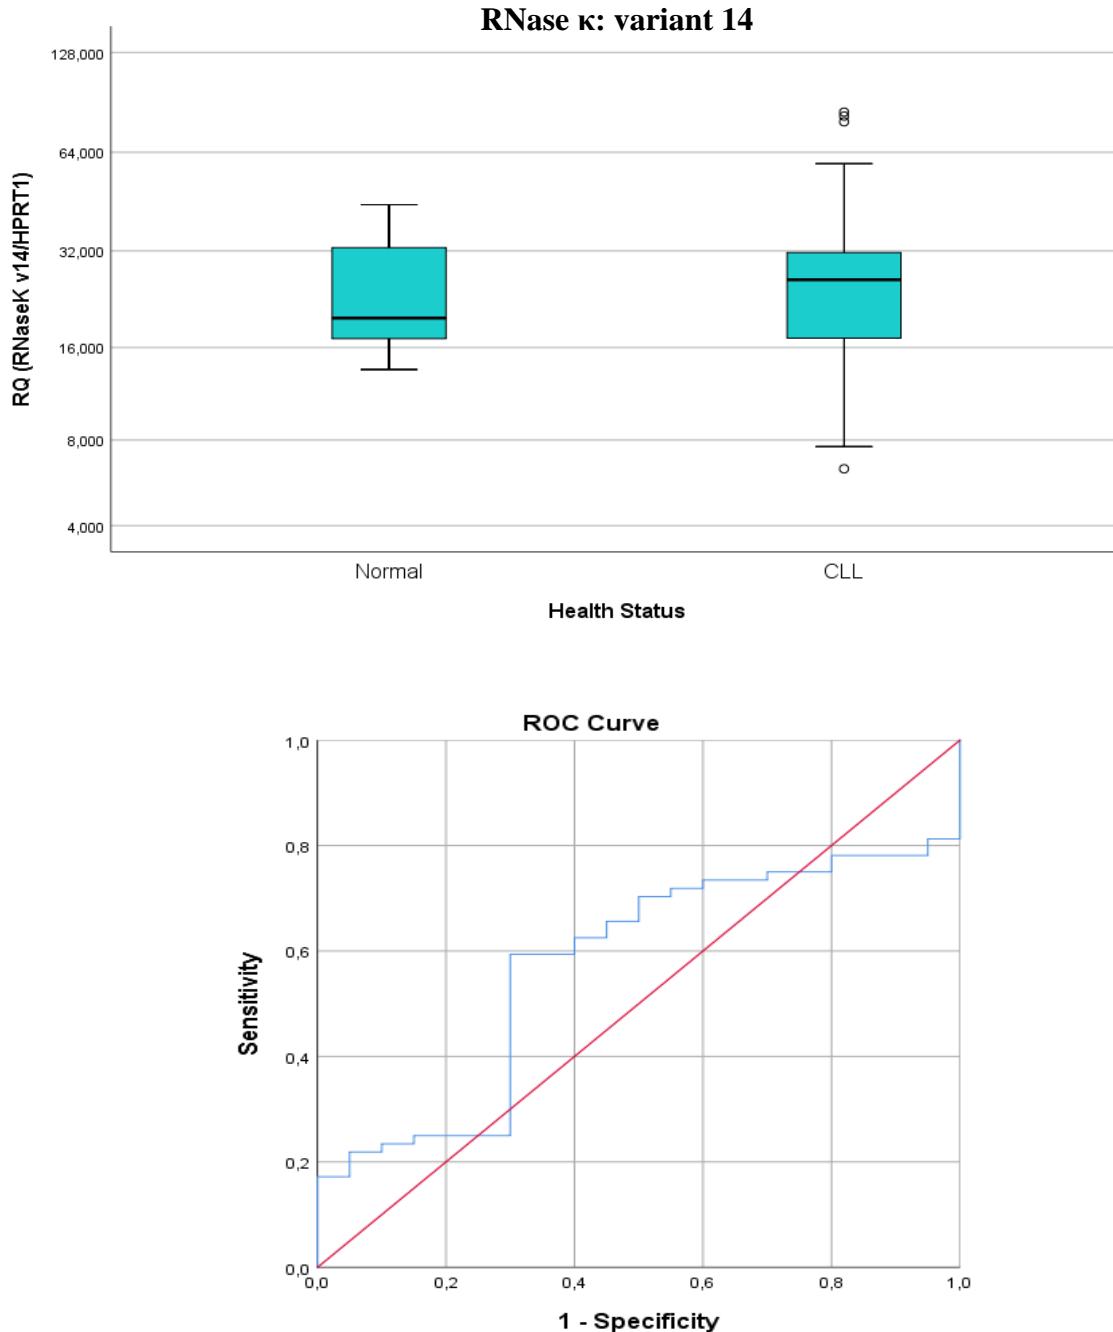 RNase κ: variant 14
128,000
64,000
32,000
16,000
8,000
4,000
RQ (RNaseK v14/HPRT1)
Normal
CLL
Health Status
ROC Curve
1,0
0,8
0,6
0,4
0,2
0,0
Sensitivity
0,0
0,2
0,4
0,6
0,8
1,0
1 - Specificity